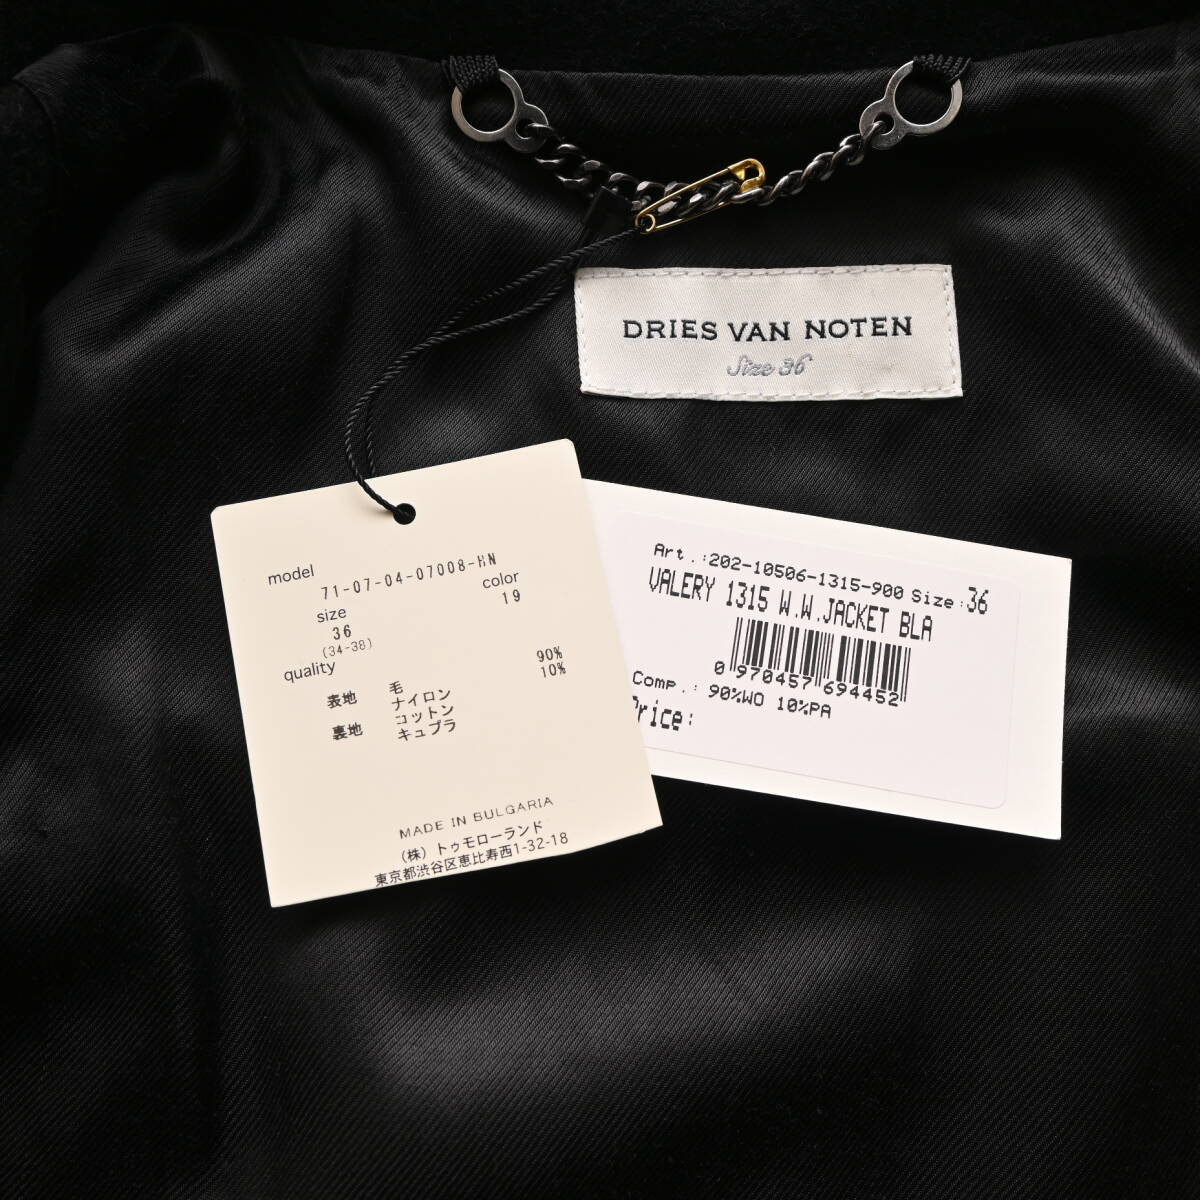 DRIES VAN NOTEN
Size 36
model
71-07-04-07008-HN
size
color
36
19
(34-38)
quality
表地 毛 90%
ナイロン 10%
裏地 コットン
キュプラ
MADE IN BULGARIA
(株)トゥモローランド
東京都渋谷区恵比寿西1-32-18
Art.:202-10506-1315-900 Size:36
VALERY 1315 W.W.JACKET BLA
0 970457 694452
Comp.: 90%WO 10%PA
Price: